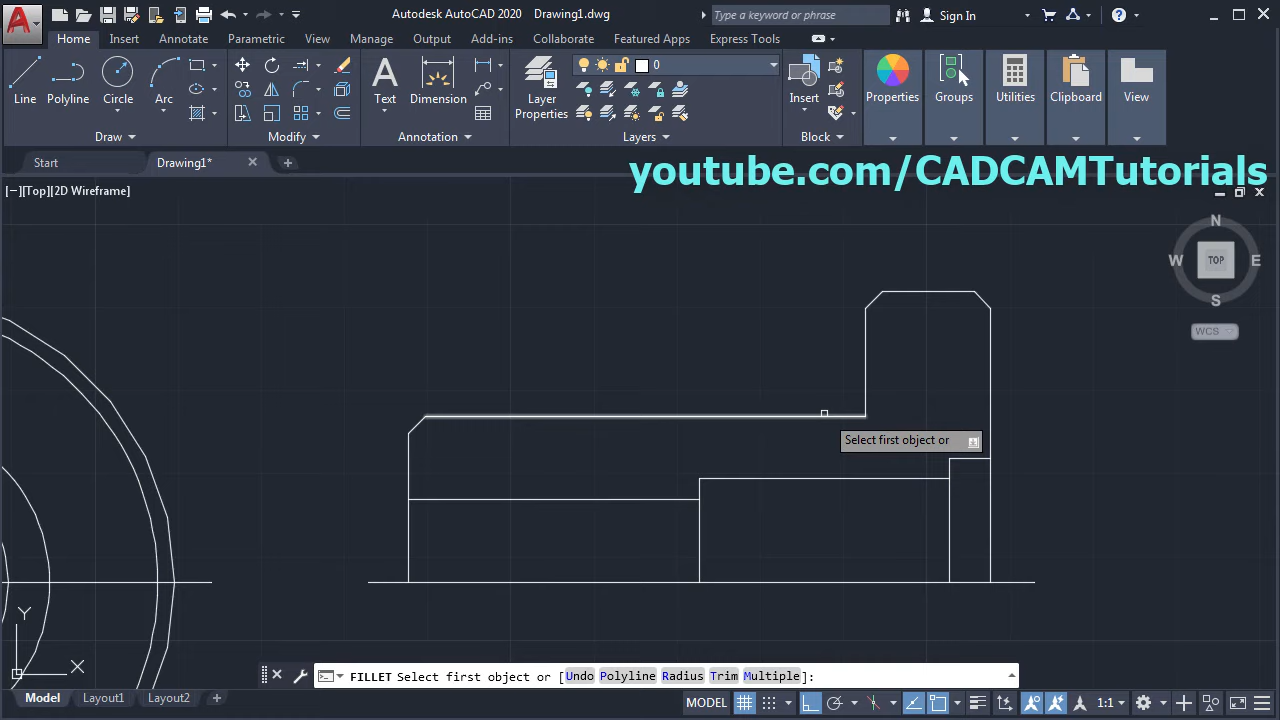 Autodesk AutoCAD 2020 Drawing1.dwg
Type a keyword or phrase
Sign In
Home Insert Annotate Parametric View Manage Output Add-ins Collaborate Featured Apps Express Tools
Line Polyline Circle Arc
Text Dimension
Layer Properties
0
Insert
Properties Groups Utilities Clipboard View
Draw Modify Annotation Layers Block
Start Drawing1*
youtube.com/CADCAMTutorials
[−][Top][2D Wireframe]
N
W TOP E
S
WCS
Select first object or
Y
X
FILLET Select first object or [Undo Polyline Radius Trim Multiple]:
Model Layout1 Layout2 +
MODEL 1:1